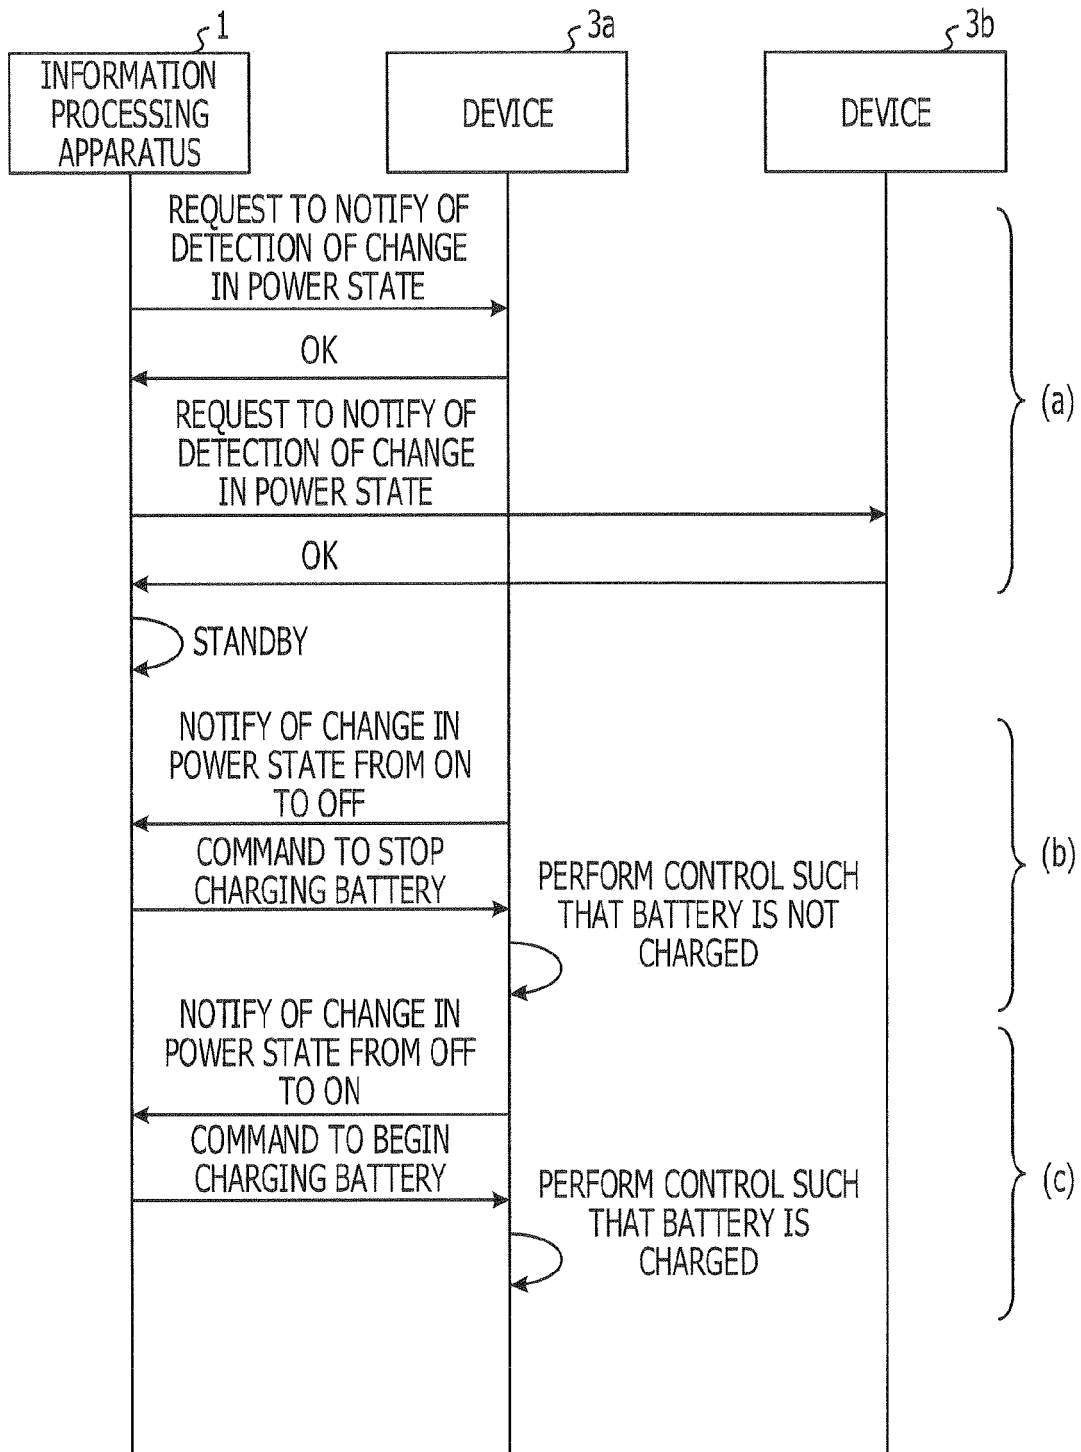 1
3a
3b
INFORMATION
PROCESSING
APPARATUS
DEVICE
DEVICE
REQUEST TO NOTIFY OF
DETECTION OF CHANGE
IN POWER STATE
OK
REQUEST TO NOTIFY OF
DETECTION OF CHANGE
IN POWER STATE
(a)
OK
STANDBY
NOTIFY OF CHANGE IN
POWER STATE FROM ON
TO OFF
COMMAND TO STOP
CHARGING BATTERY
PERFORM CONTROL SUCH
THAT BATTERY IS NOT
CHARGED
(b)
NOTIFY OF CHANGE IN
POWER STATE FROM OFF
TO ON
COMMAND TO BEGIN
CHARGING BATTERY
PERFORM CONTROL SUCH
THAT BATTERY IS
CHARGED
(c)